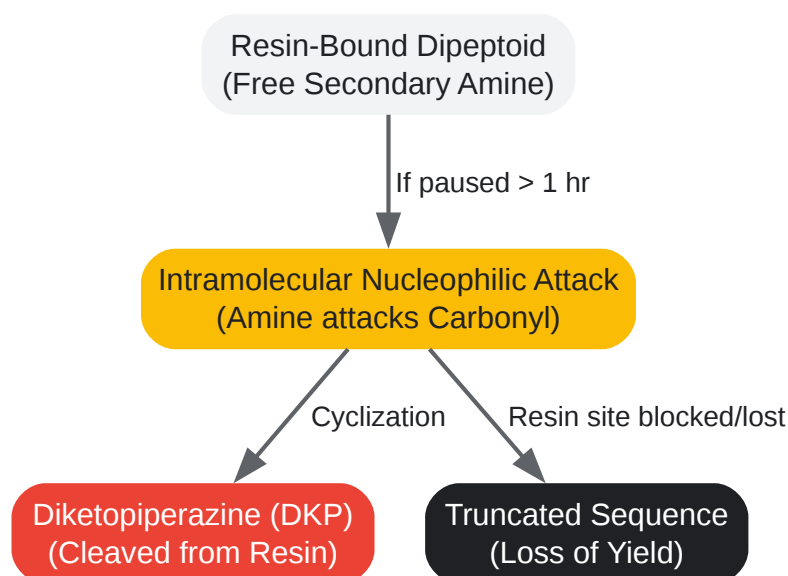 Resin-Bound Dipeptoid
(Free Secondary Amine)
If paused > 1 hr
Intramolecular Nucleophilic Attack
(Amine attacks Carbonyl)
Cyclization
Resin site blocked/lost
Diketopiperazine (DKP)
(Cleaved from Resin)
Truncated Sequence
(Loss of Yield)